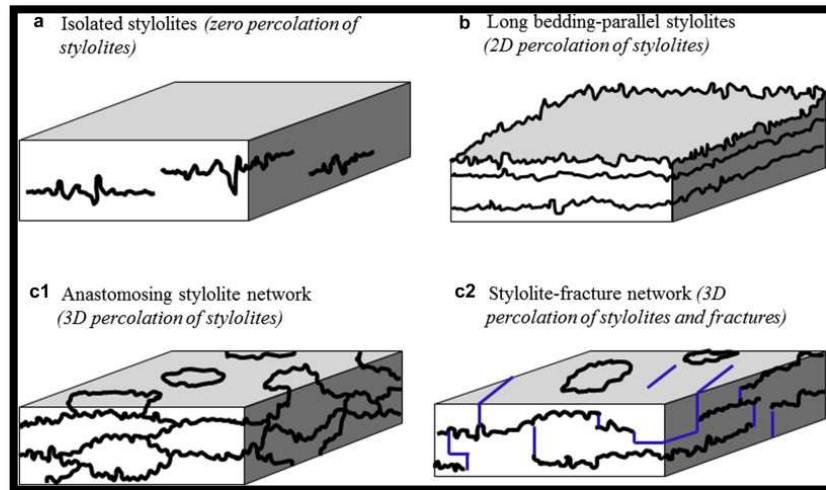 a Isolated stylolites (zero percolation of
stylolites)
b Long bedding-parallel stylolites
(2D percolation of stylolites)
c1 Anastomosing stylolite network
(3D percolation of stylolites)
c2 Stylolite-fracture network (3D
percolation of stylolites and fractures)